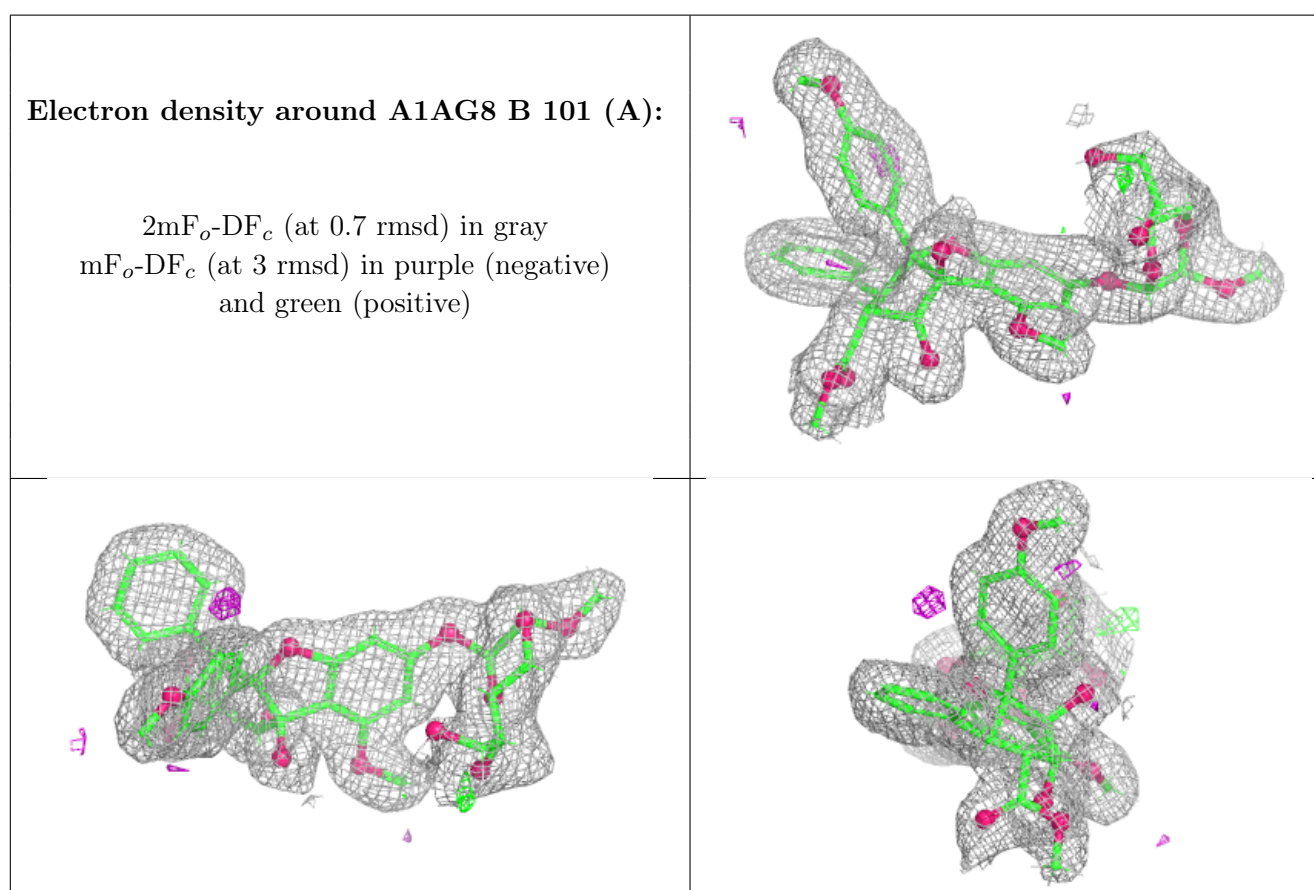 Electron density around A1AG8 B 101 (A):
2mFₒ-DF𝒸 (at 0.7 rmsd) in gray
mFₒ-DF𝒸 (at 3 rmsd) in purple (negative)
and green (positive)